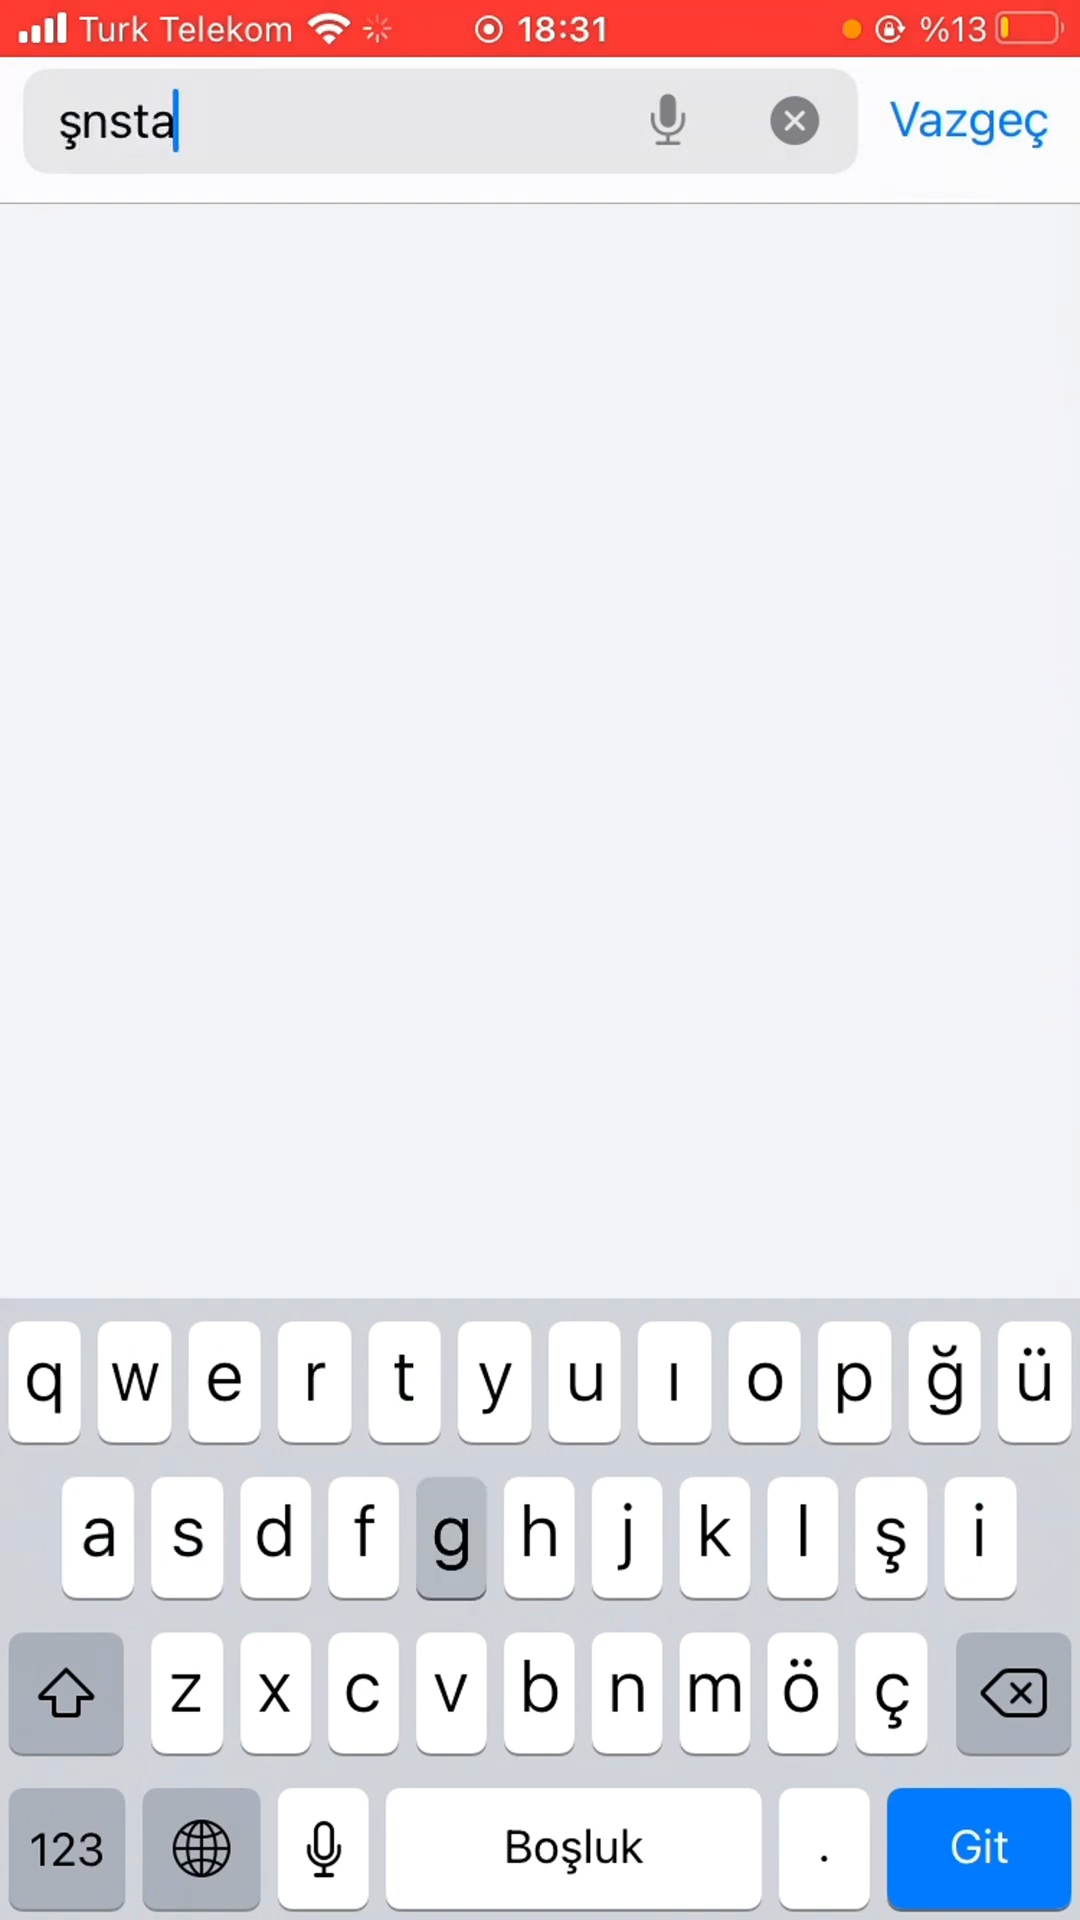 Turk Telekom 18:31 %13
şnsta Vazgeç
q w e r t y u ı o p ğ ü
a s d f g h j k l ş i
z x c v b n m ö ç
123 Boşluk . Git